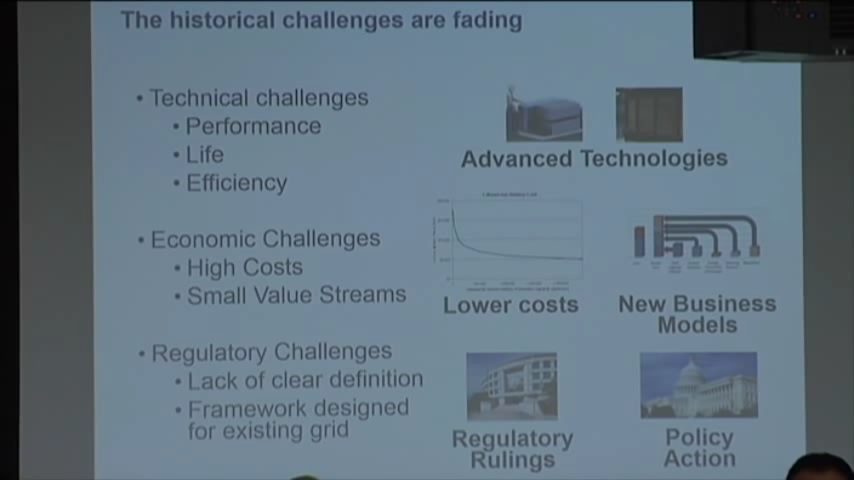 The historical challenges are fading
• Technical challenges
• Performance
• Life
• Efficiency
Advanced Technologies
• Economic Challenges
• High Costs
• Small Value Streams
Lower costs
New Business
Models
• Regulatory Challenges
• Lack of clear definition
• Framework designed
for existing grid
Regulatory
Rulings
Policy
Action